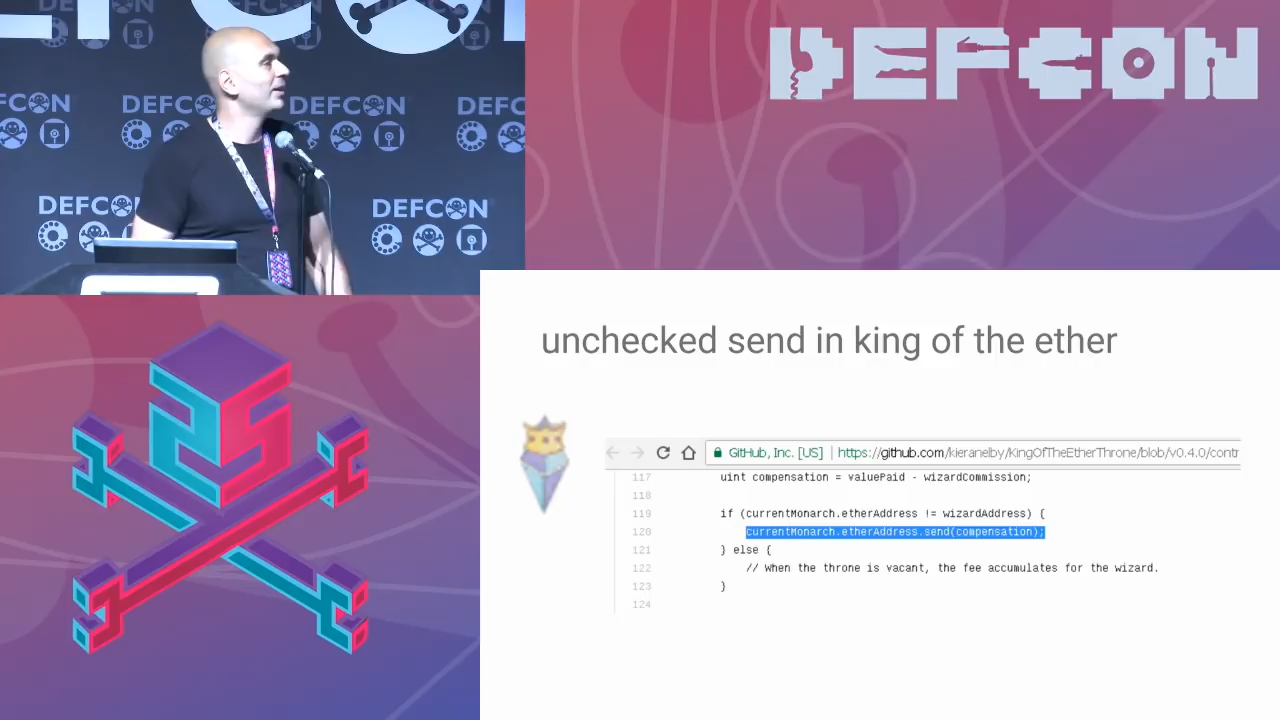 DEFCON
DEFCON
DEFCON
DEFCON
DEFCON
DEFCON
unchecked send in king of the ether
GitHub, Inc. [US] | https://github.com/kieranelby/KingOfTheEtherThrone/blob/v0.4.0/contr
117 uint compensation = valuePaid - wizardCommission;
118
119 if (currentMonarch.etherAddress != wizardAddress) {
120 currentMonarch.etherAddress.send(compensation);
121 } else {
122 // When the throne is vacant, the fee accumulates for the wizard.
123 }
124